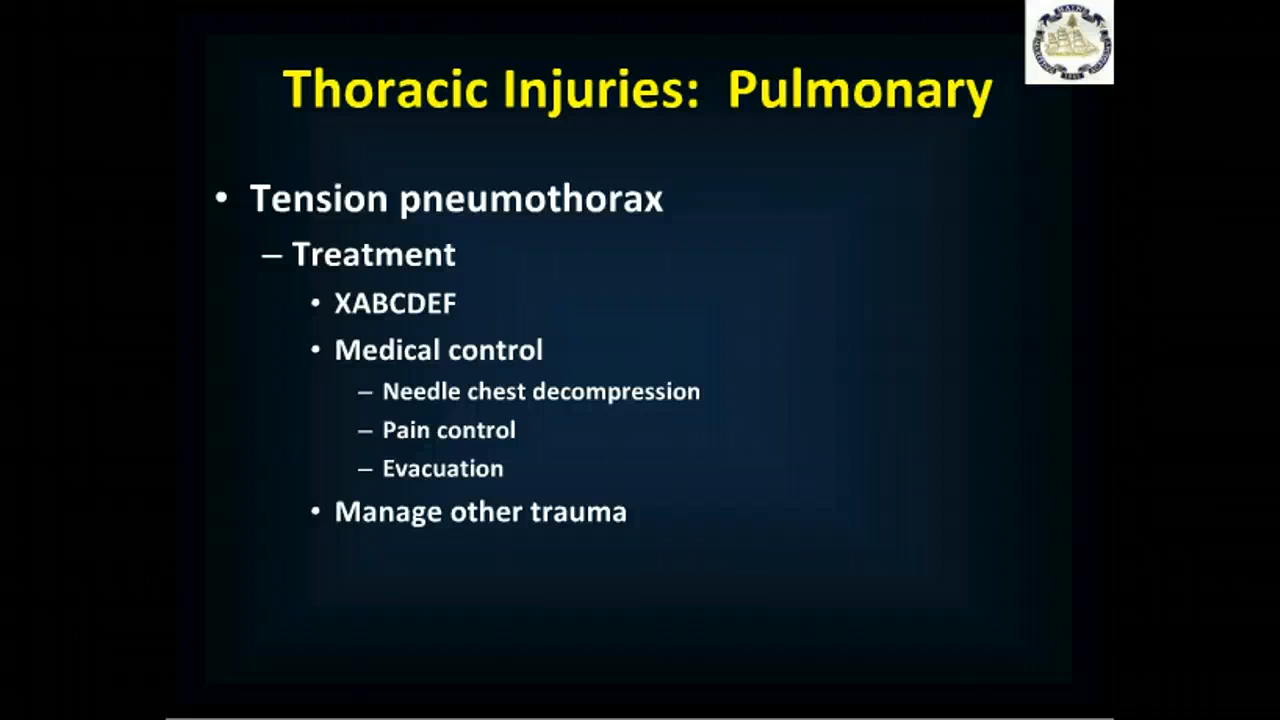 Thoracic Injuries: Pulmonary
• Tension pneumothorax
– Treatment
• XABCDEF
• Medical control
– Needle chest decompression
– Pain control
– Evacuation
• Manage other trauma